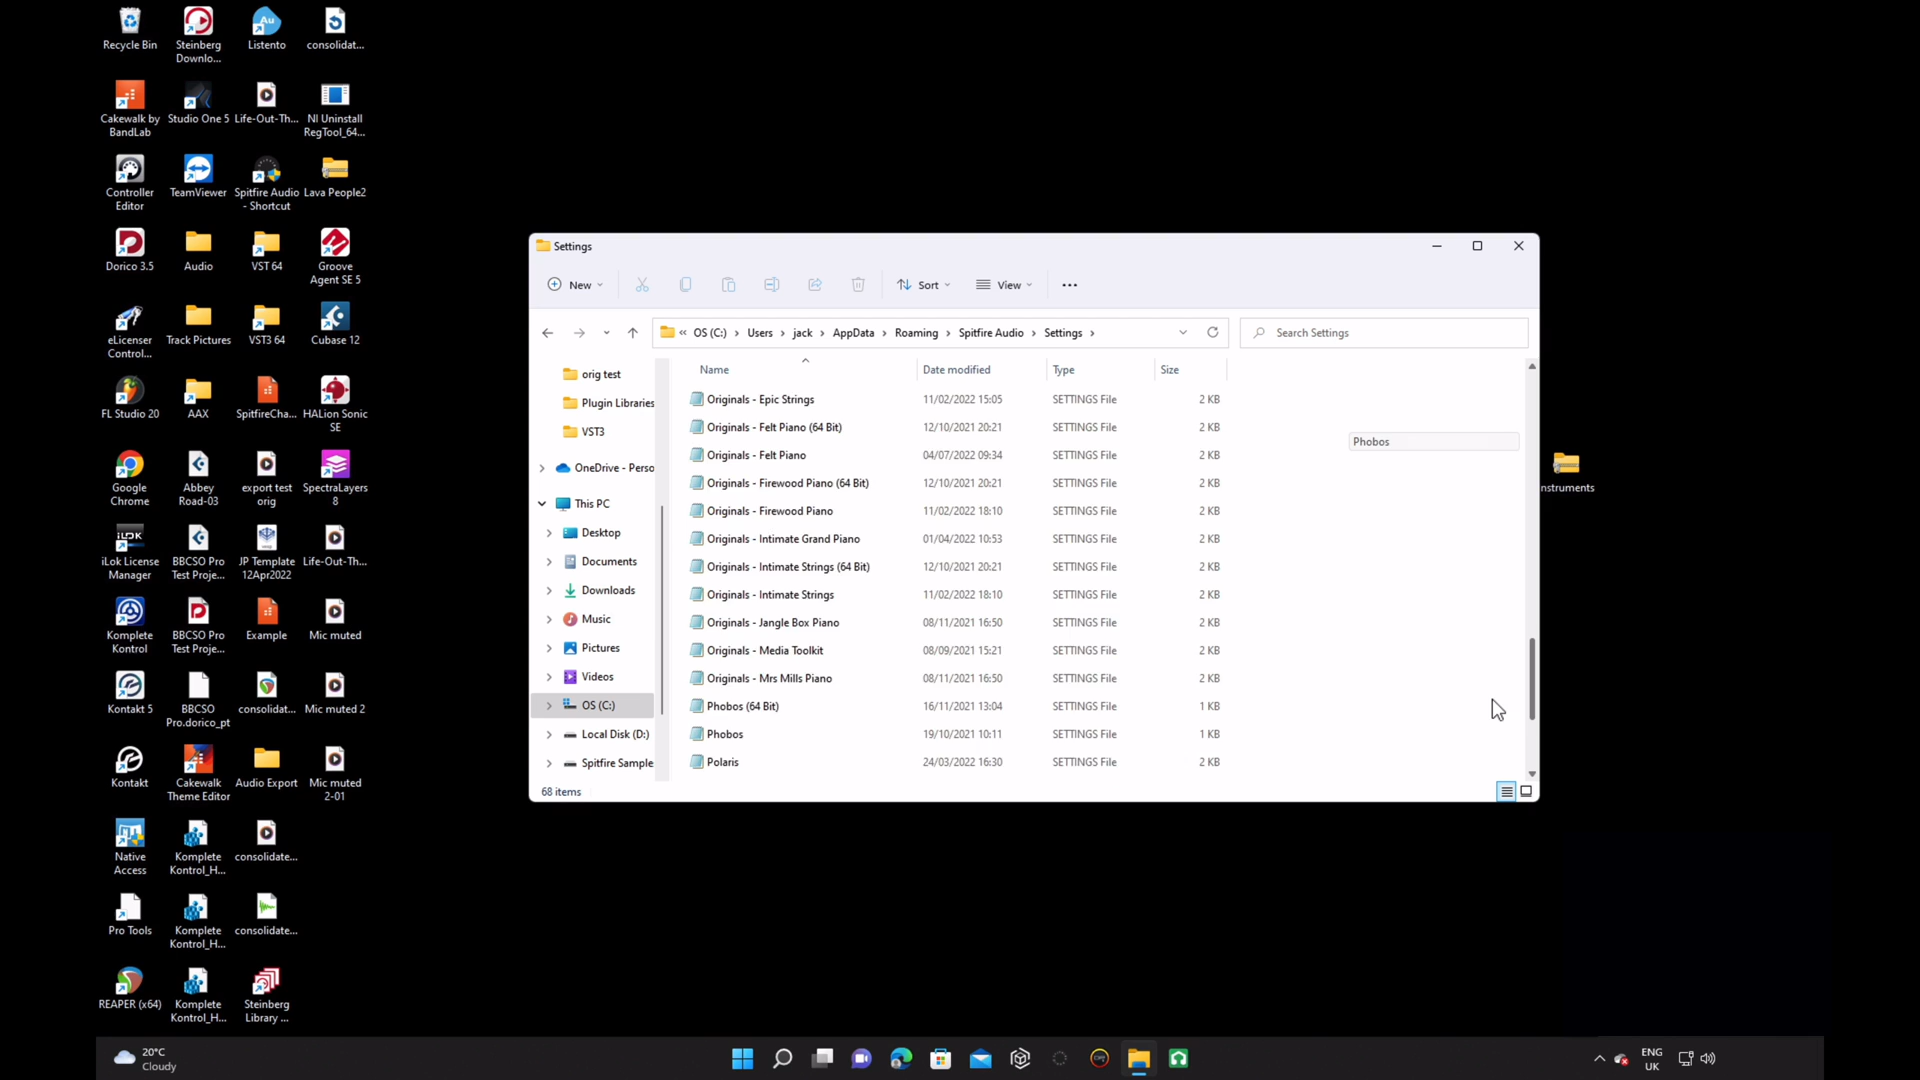 Recycle Bin
Steinberg
Downlo...
Listento
consolidat...
Cakewalk by
BandLab
Studio One 5
Life-Out-Th...
NI Uninstall
RegTool_64...
Controller
Editor
TeamViewer
Spitfire Audio
- Shortcut
Lava People2
Dorico 3.5
Audio
VST 64
Groove
Agent SE 5
eLicenser
Control...
Track Pictures
VST3 64
Cubase 12
FL Studio 20
AAX
SpitfireCha...
HALion Sonic
SE
Google
Chrome
Abbey
Road-03
export test
orig
SpectraLayers
8
iLok License
Manager
BBCSO Pro
Test Proje...
JP Template
12Apr2022
Life-Out-Th...
Komplete
Kontrol
BBCSO Pro
Test Proje...
Example
Mic muted
Kontakt 5
BBCSO
Pro.dorico_pt
consolidat...
Mic muted 2
Kontakt
Cakewalk
Theme Editor
Audio Export
Mic muted
2-01
Native
Access
Komplete
Kontrol_H...
consolidate...
Pro Tools
Komplete
Kontrol_H...
consolidate...
REAPER (x64)
Komplete
Kontrol_H...
Steinberg
Library ...
Settings
New
Sort
View
« OS (C:) > Users > jack > AppData > Roaming > Spitfire Audio > Settings >
Search Settings
orig test
Plugin Libraries
VST3
OneDrive - Perso
This PC
Desktop
Documents
Downloads
Music
Pictures
Videos
OS (C:)
Local Disk (D:)
Spitfire Sample
Name Date modified Type Size
Originals - Epic Strings 11/02/2022 15:05 SETTINGS File 2 KB
Originals - Felt Piano (64 Bit) 12/10/2021 20:21 SETTINGS File 2 KB
Originals - Felt Piano 04/07/2022 09:34 SETTINGS File 2 KB
Originals - Firewood Piano (64 Bit) 12/10/2021 20:21 SETTINGS File 2 KB
Originals - Firewood Piano 11/02/2022 18:10 SETTINGS File 2 KB
Originals - Intimate Grand Piano 01/04/2022 10:53 SETTINGS File 2 KB
Originals - Intimate Strings (64 Bit) 12/10/2021 20:21 SETTINGS File 2 KB
Originals - Intimate Strings 11/02/2022 18:10 SETTINGS File 2 KB
Originals - Jangle Box Piano 08/11/2021 16:50 SETTINGS File 2 KB
Originals - Media Toolkit 08/09/2021 15:21 SETTINGS File 2 KB
Originals - Mrs Mills Piano 08/11/2021 16:50 SETTINGS File 2 KB
Phobos (64 Bit) 16/11/2021 13:04 SETTINGS File 1 KB
Phobos 19/10/2021 10:11 SETTINGS File 1 KB
Polaris 24/03/2022 16:30 SETTINGS File 2 KB
Phobos
68 items
nstruments
20°C
Cloudy
ENG
UK